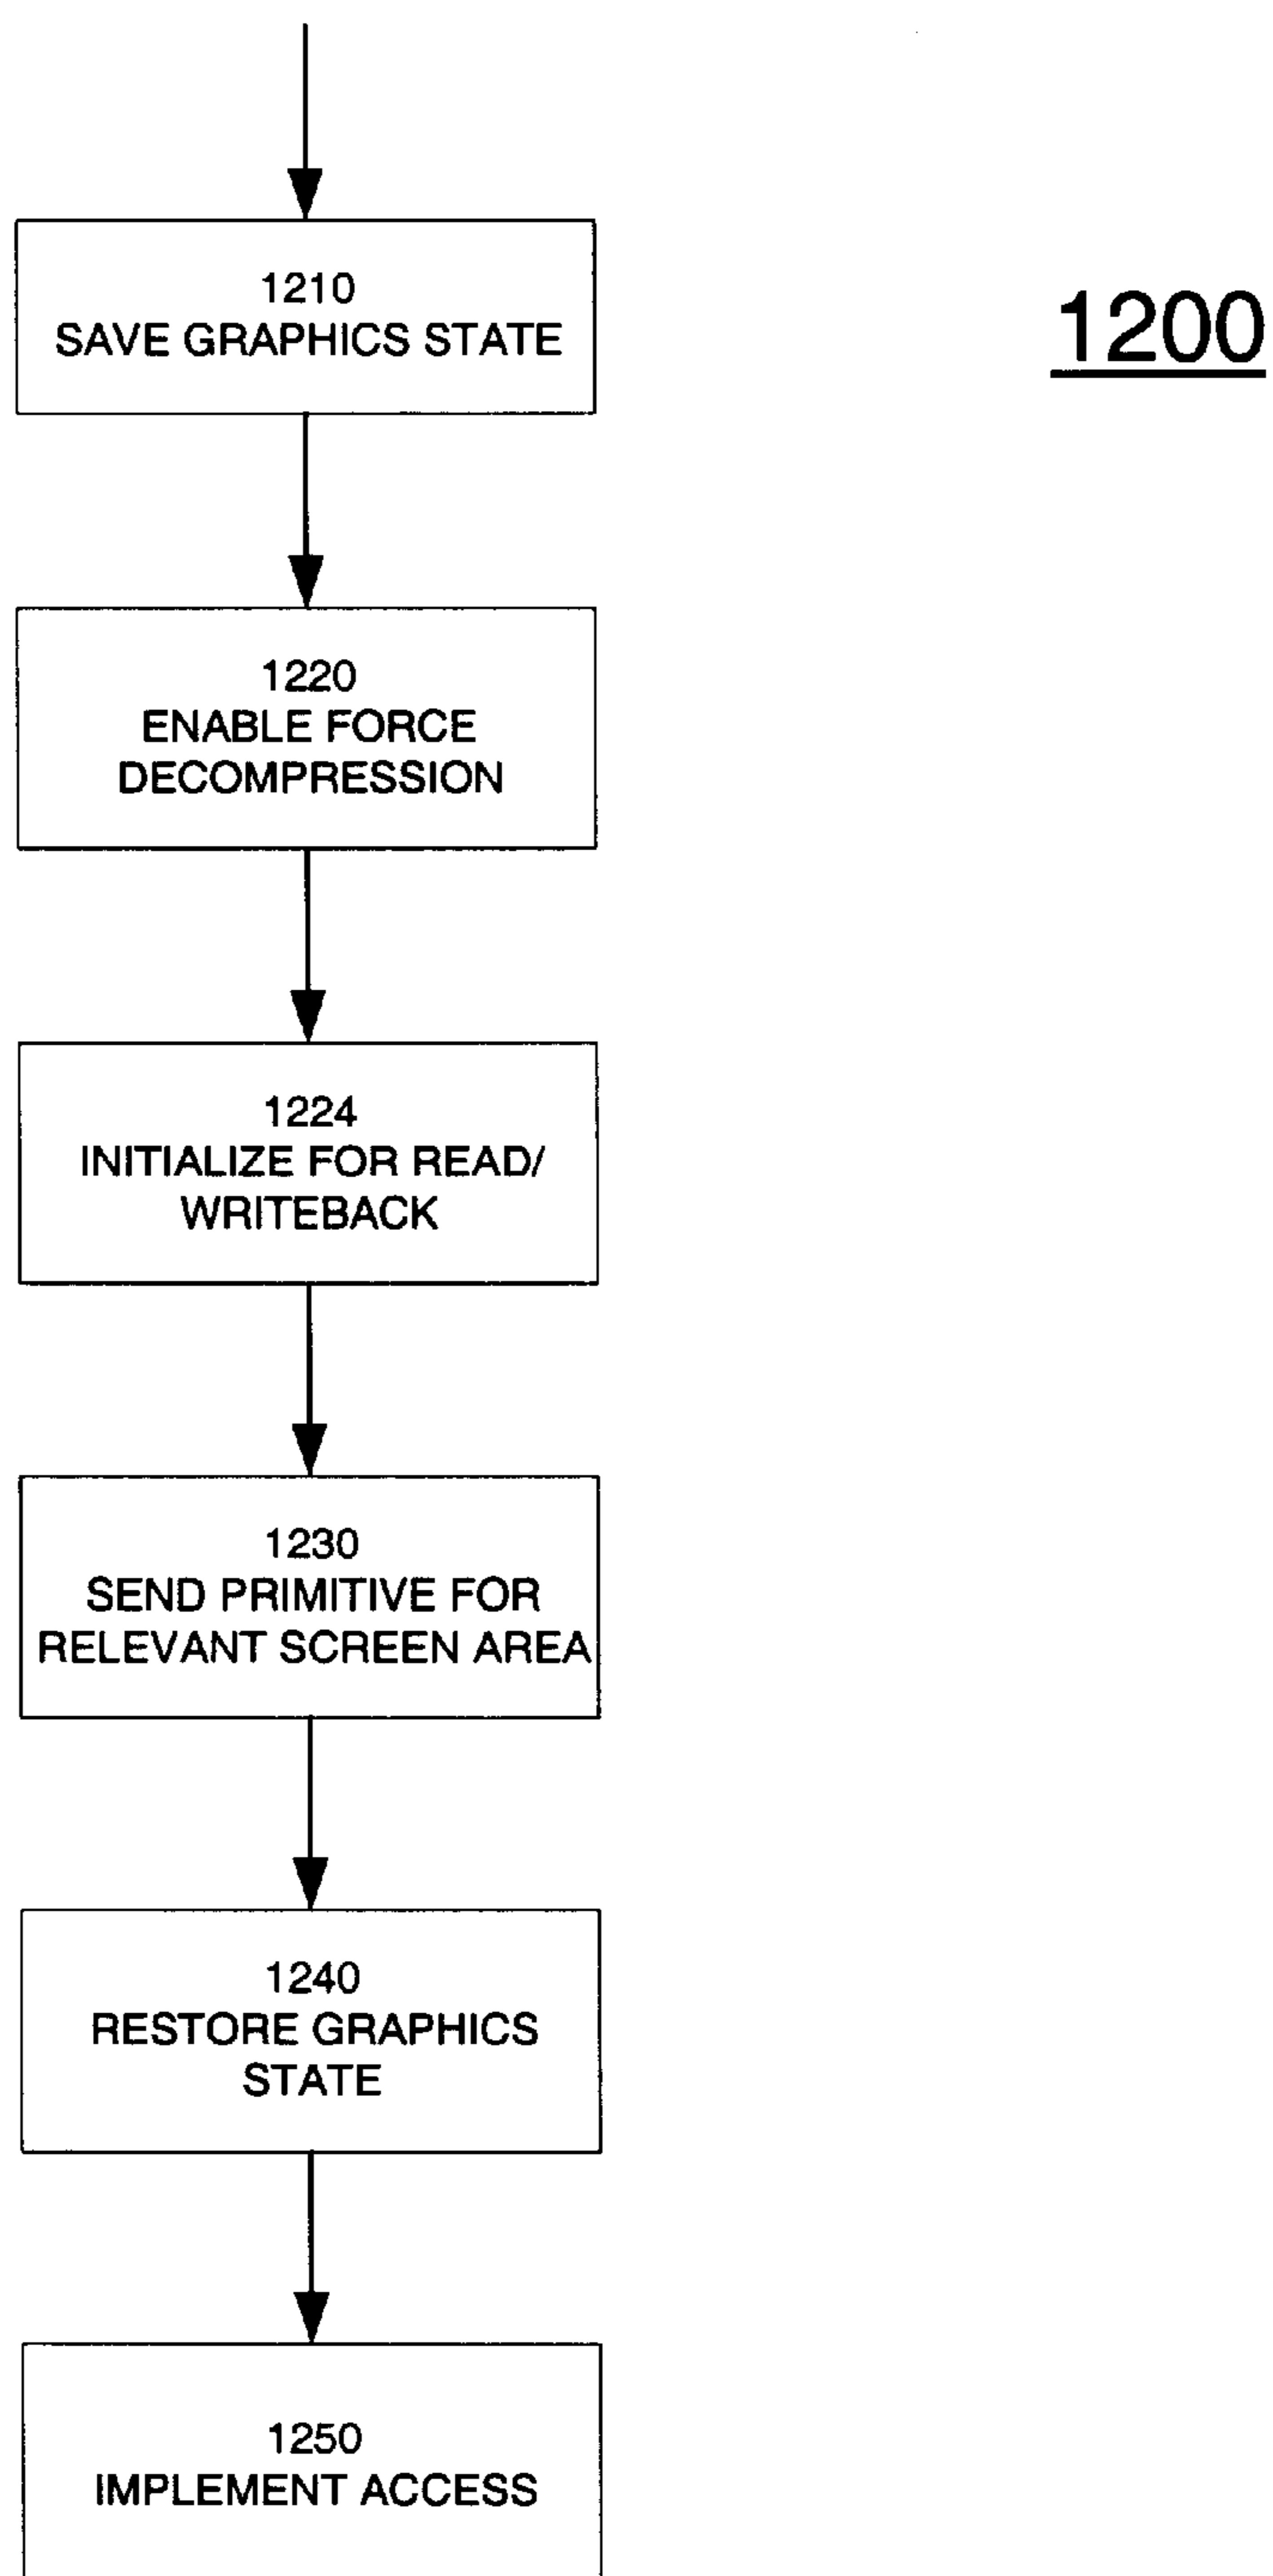 1210
SAVE GRAPHICS STATE
1200
1220
ENABLE FORCE
DECOMPRESSION
1224
INITIALIZE FOR READ/
WRITEBACK
1230
SEND PRIMITIVE FOR
RELEVANT SCREEN AREA
1240
RESTORE GRAPHICS
STATE
1250
IMPLEMENT ACCESS